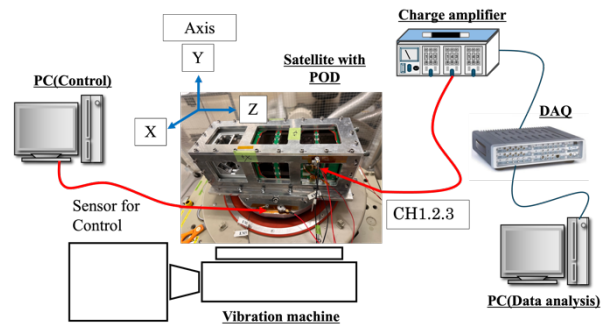 Charge amplifier
Axis
Y
Satellite with
POD
PC(Control)
Z
X
DAQ
Sensor for
Control
CH1.2.3
PC(Data analysis)
Vibration machine